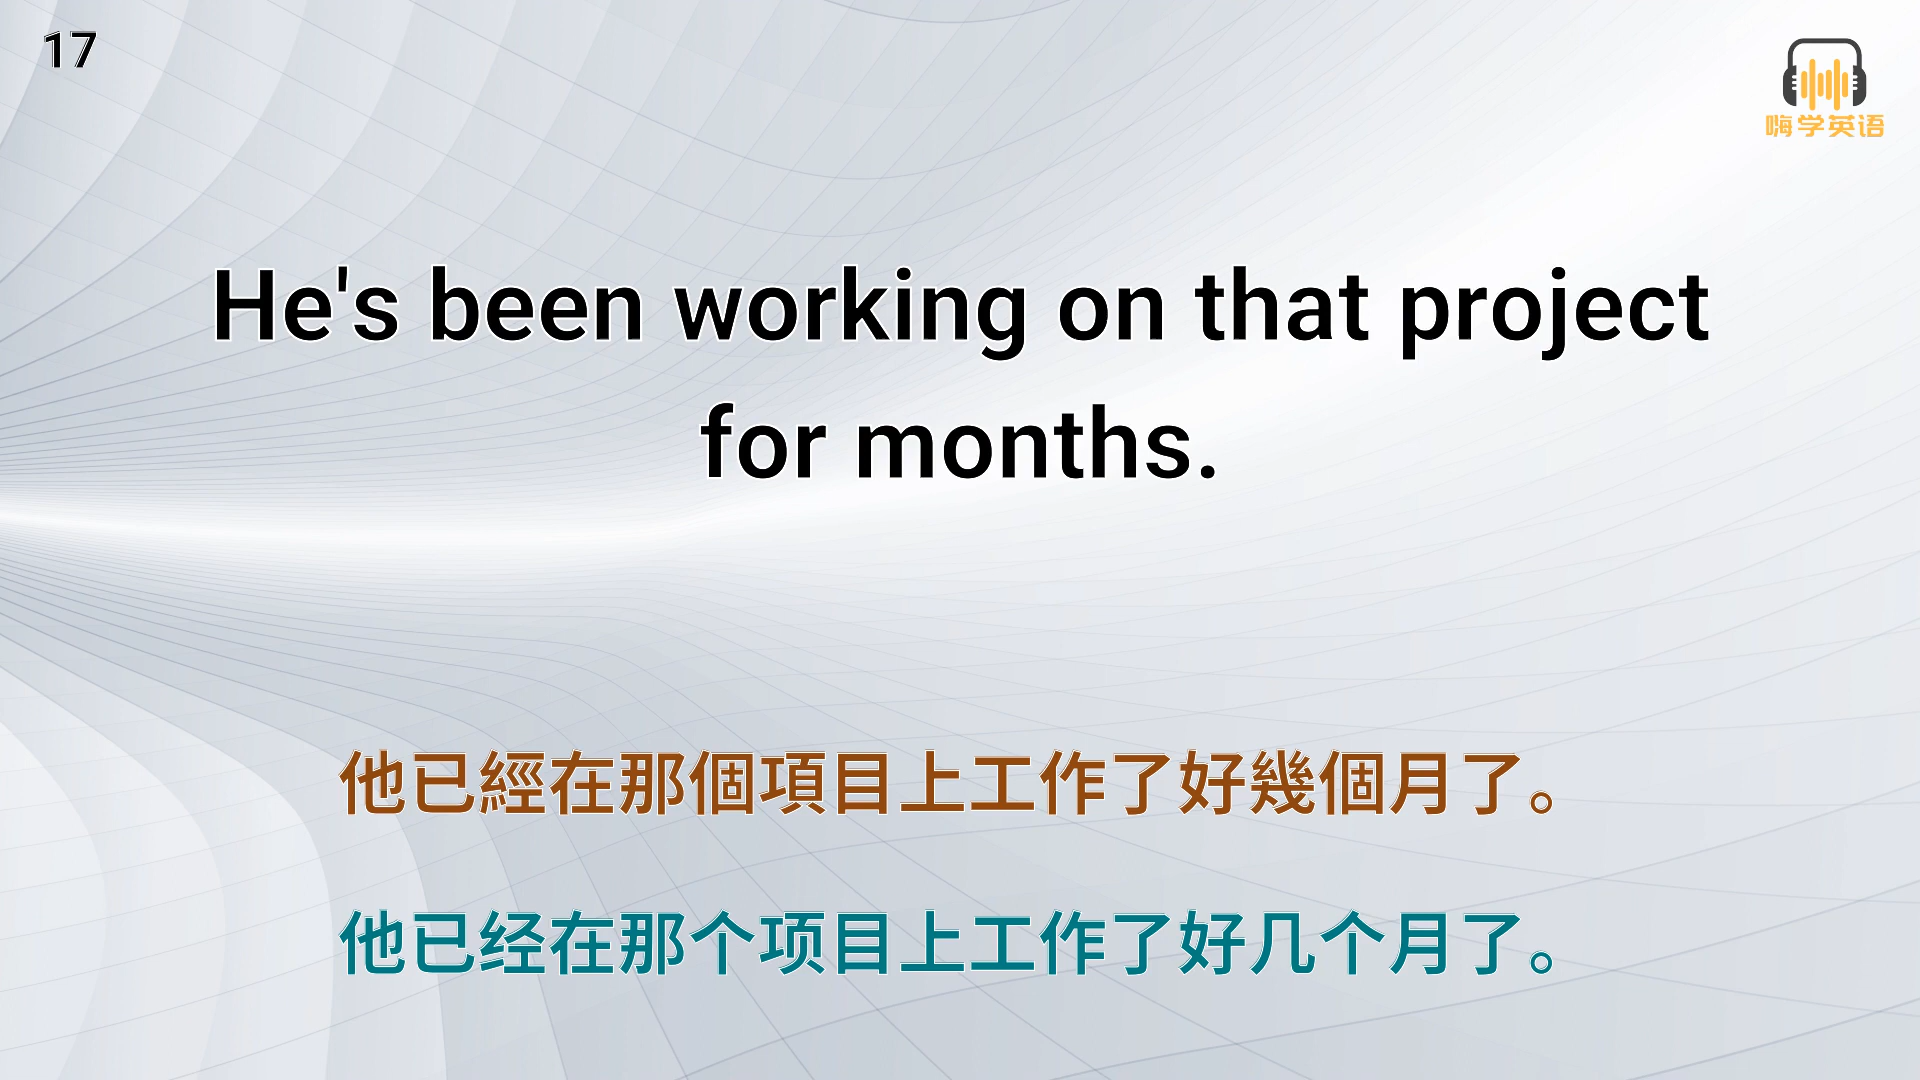 17
嗨学英语
He's been working on that project
for months.
他已經在那個項目上工作了好幾個月了。
他已经在那个项目上工作了好几个月了。